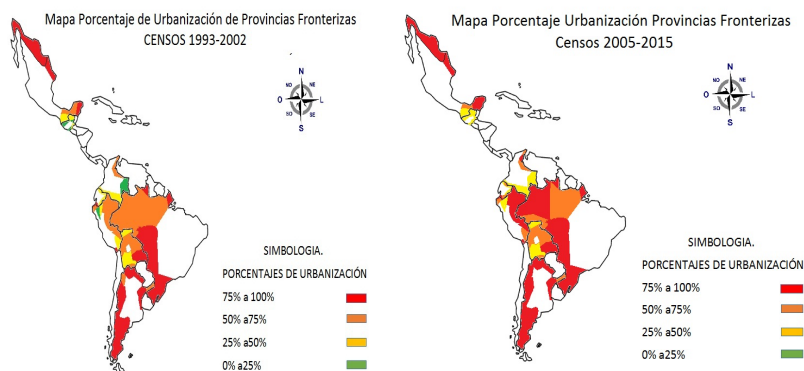 Mapa Porcentaje de Urbanización de Provincias Fronterizas
CENSOS 1993-2002
N
NO NE
O L
SO SE
S
SIMBOLOGIA.
PORCENTAJES DE URBANIZACIÓN
75% a 100%
50% a75%
25% a50%
0% a25%
Mapa Porcentaje Urbanización Provincias Fronterizas
Censos 2005-2015
N
NO NE
O L
SO SE
S
SIMBOLOGIA.
PORCENTAJES DE URBANIZACIÓN
75% a 100%
50% a75%
25% a50%
0% a25%